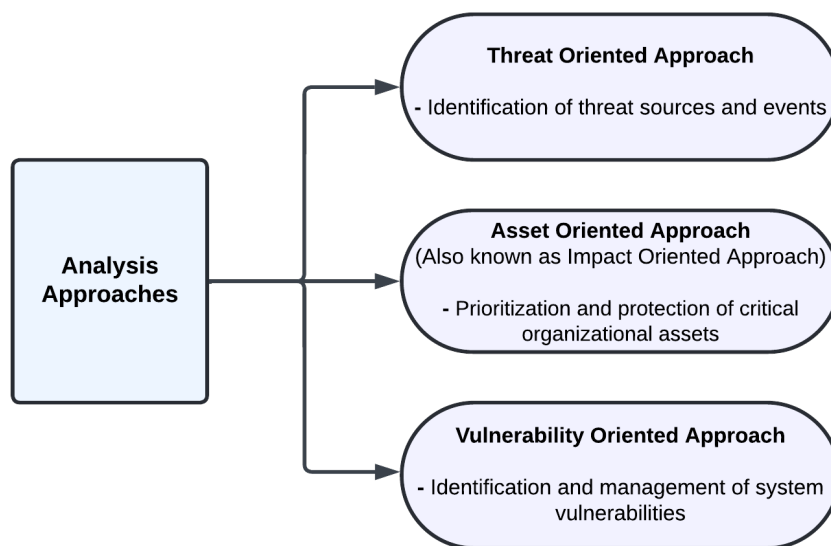 Threat Oriented Approach
- Identification of threat sources and events
Analysis
Approaches
Asset Oriented Approach
(Also known as Impact Oriented Approach)
- Prioritization and protection of critical
organizational assets
Vulnerability Oriented Approach
- Identification and management of system
vulnerabilities